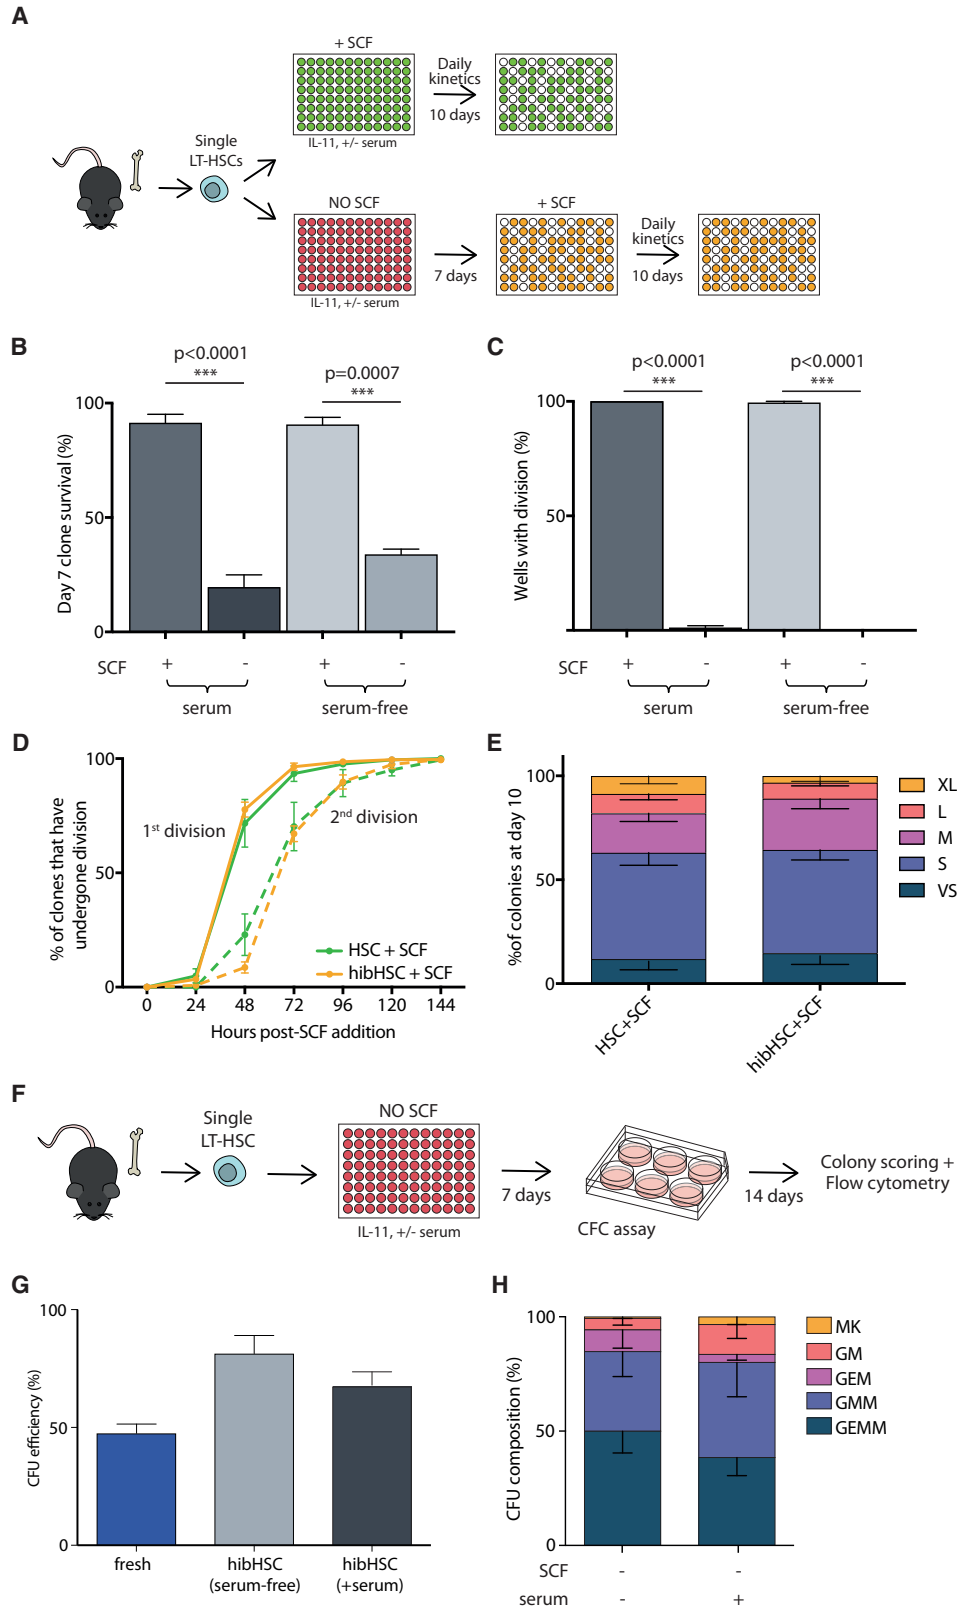 A
+ SCF
Daily
kinetics
10 days
IL-11, +/- serum
Single
LT-HSCs
NO SCF
+ SCF
Daily
kinetics
7 days
10 days
IL-11, +/- serum
B
p<0.0001
***
p=0.0007
***
Day 7 clone survival (%)
100
50
0
SCF
+
-
+
-
serum
serum-free
C
p<0.0001
***
p<0.0001
***
Wells with division (%)
100
50
SCF
+
-
+
-
serum
serum-free
D
% of clones that have
undergone division
100
50
0
1st division
2nd division
HSC + SCF
hibHSC + SCF
0
24
48
72
96
120
144
Hours post-SCF addition
E
%of colonies at day 10
100
50
0
XL
L
M
S
VS
HSC+SCF
hibHSC+SCF
F
Single
LT-HSC
NO SCF
IL-11, +/- serum
7 days
CFC assay
14 days
Colony scoring +
Flow cytometry
G
CFU efficiency (%)
100
50
0
fresh
hibHSC
(serum-free)
hibHSC
(+serum)
H
CFU composition (%)
100
50
0
MK
GM
GEM
GMM
GEMM
SCF
-
-
serum
-
+